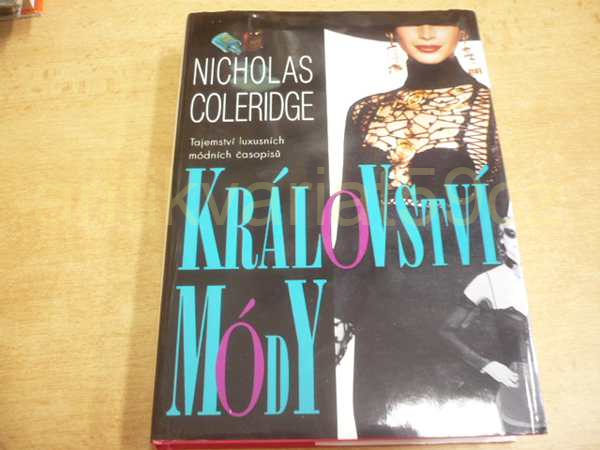 NICHOLAS
COLERIDGE
Tajemství luxusních
módních časopisů
KRÁLOVSTVÍ
MÓDY